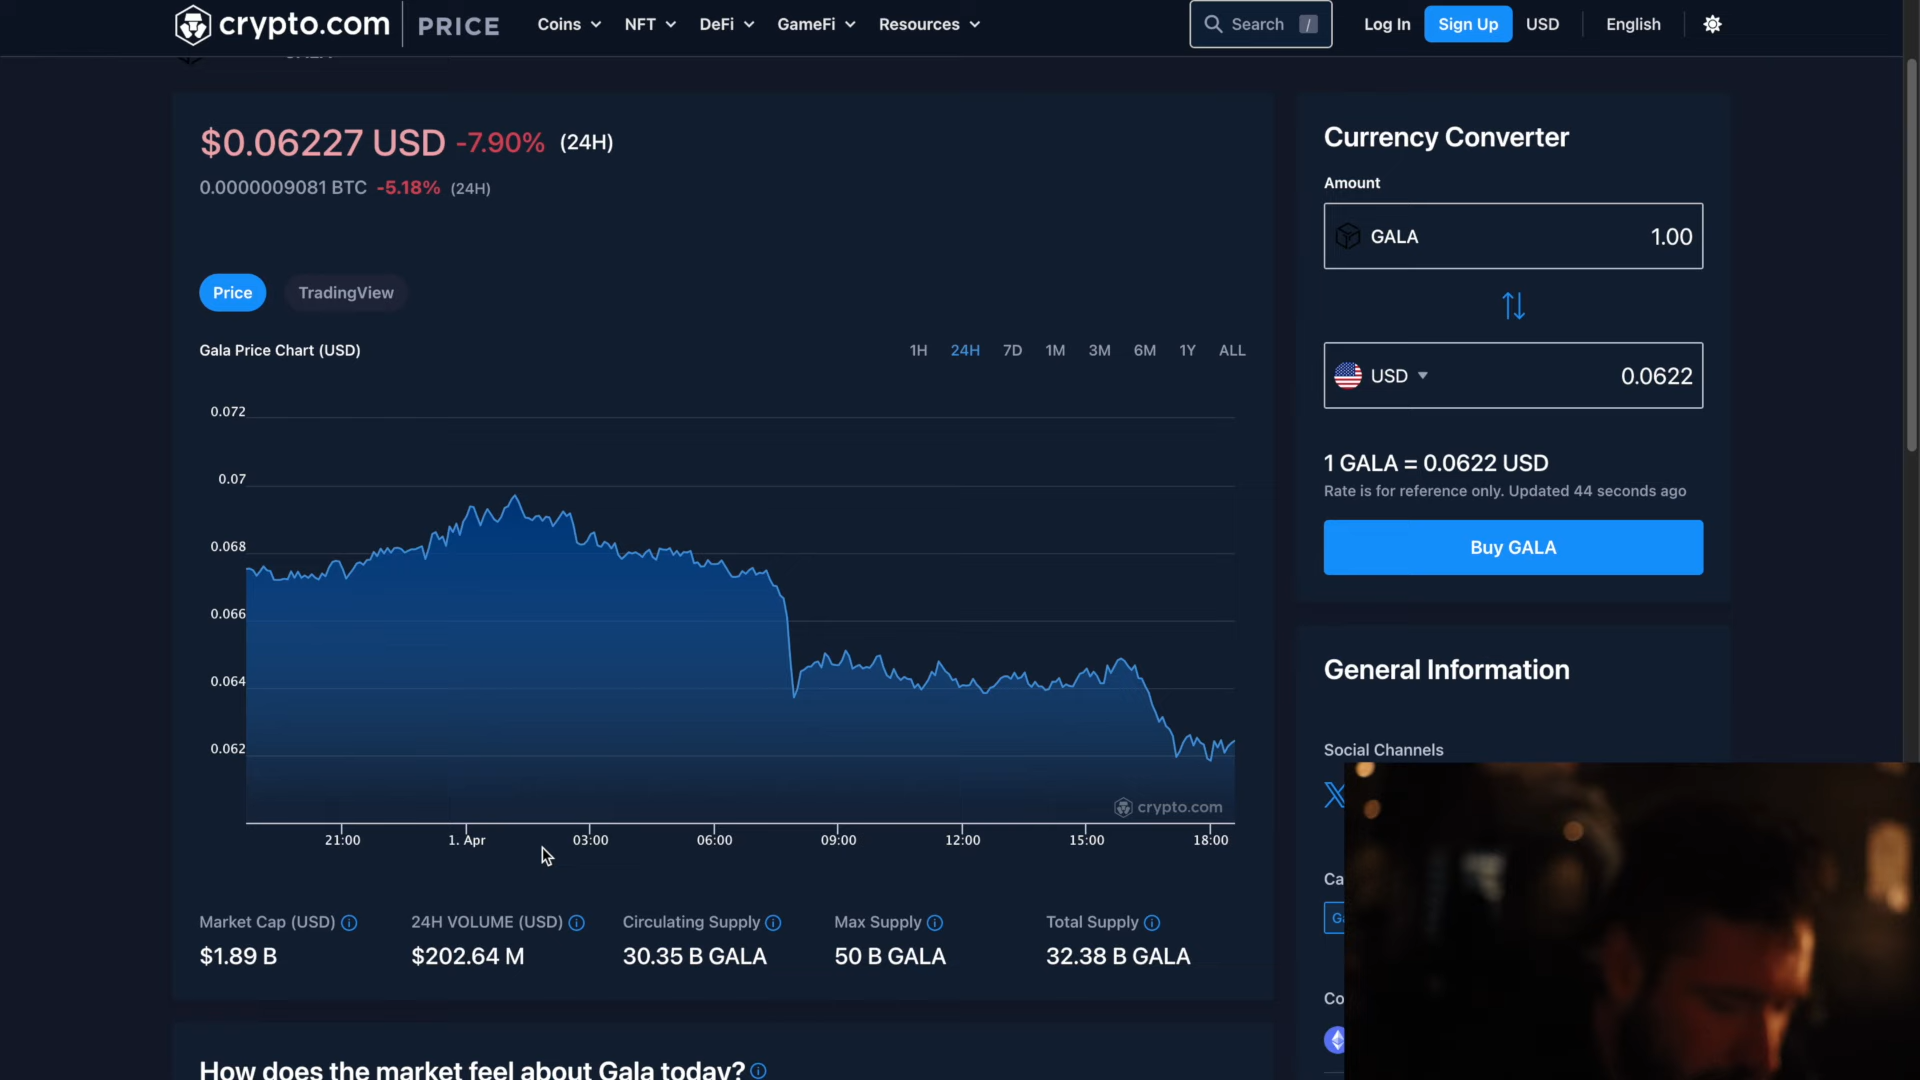 crypto.com PRICE Coins NFT DeFi GameFi Resources Search / Log In Sign Up USD English
$0.06227 USD -7.90% (24H)
0.0000009081 BTC -5.18% (24H)
Price TradingView
Gala Price Chart (USD) 1H 24H 7D 1M 3M 6M 1Y ALL
0.072
0.07
0.068
0.066
0.064
0.062
crypto.com
21:00 1. Apr 03:00 06:00 09:00 12:00 15:00 18:00
Market Cap (USD) 24H VOLUME (USD) Circulating Supply Max Supply Total Supply
$1.89 B $202.64 M 30.35 B GALA 50 B GALA 32.38 B GALA
How does the market feel about Gala today?
Currency Converter
Amount
GALA 1.00
USD 0.0622
1 GALA = 0.0622 USD
Rate is for reference only. Updated 44 seconds ago
Buy GALA
General Information
Social Channels
Ca
Co